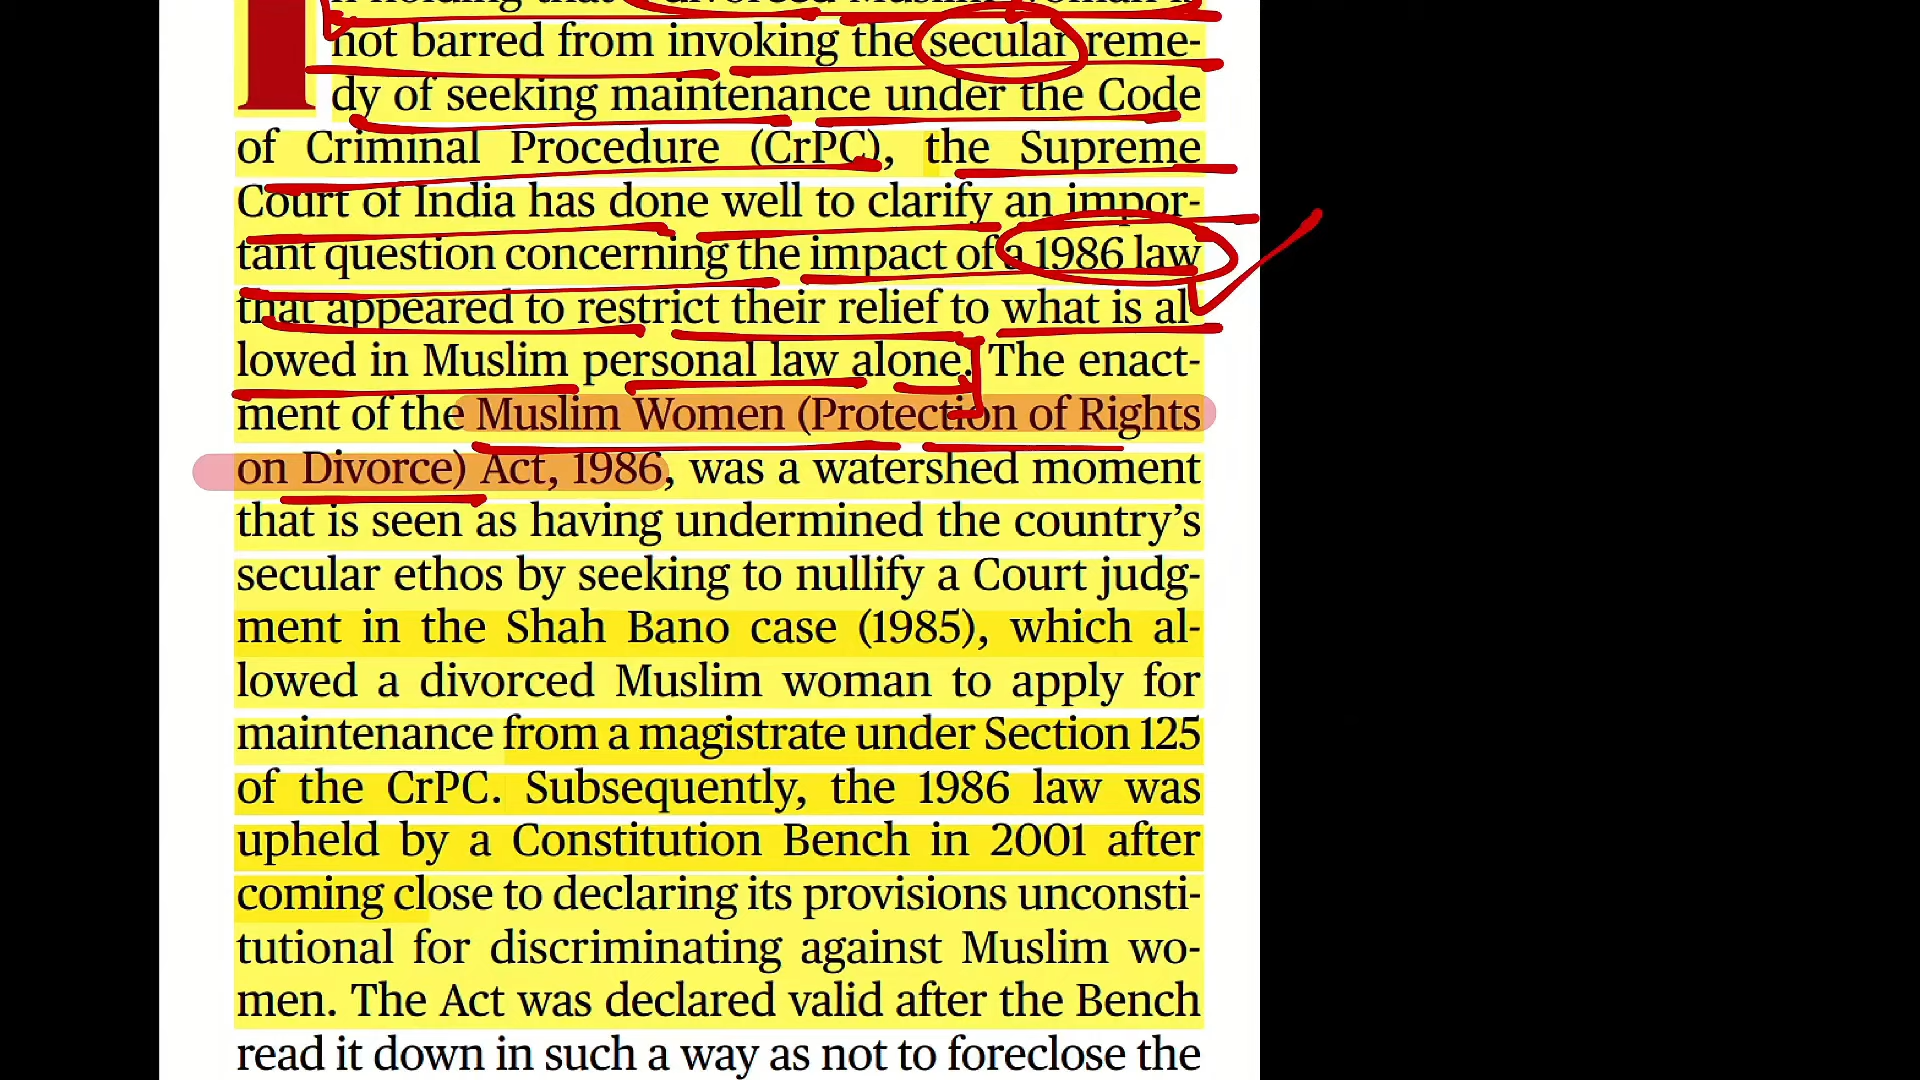 In holding that a divorced Muslim woman is
not barred from invoking the secular reme-
dy of seeking maintenance under the Code
of Criminal Procedure (CrPC), the Supreme
Court of India has done well to clarify an impor-
tant question concerning the impact of a 1986 law
that appeared to restrict their relief to what is al-
lowed in Muslim personal law alone. The enact-
ment of the Muslim Women (Protection of Rights
on Divorce) Act, 1986, was a watershed moment
that is seen as having undermined the country’s
secular ethos by seeking to nullify a Court judg-
ment in the Shah Bano case (1985), which al-
lowed a divorced Muslim woman to apply for
maintenance from a magistrate under Section 125
of the CrPC. Subsequently, the 1986 law was
upheld by a Constitution Bench in 2001 after
coming close to declaring its provisions unconsti-
tutional for discriminating against Muslim wo-
men. The Act was declared valid after the Bench
read it down in such a way as not to foreclose the